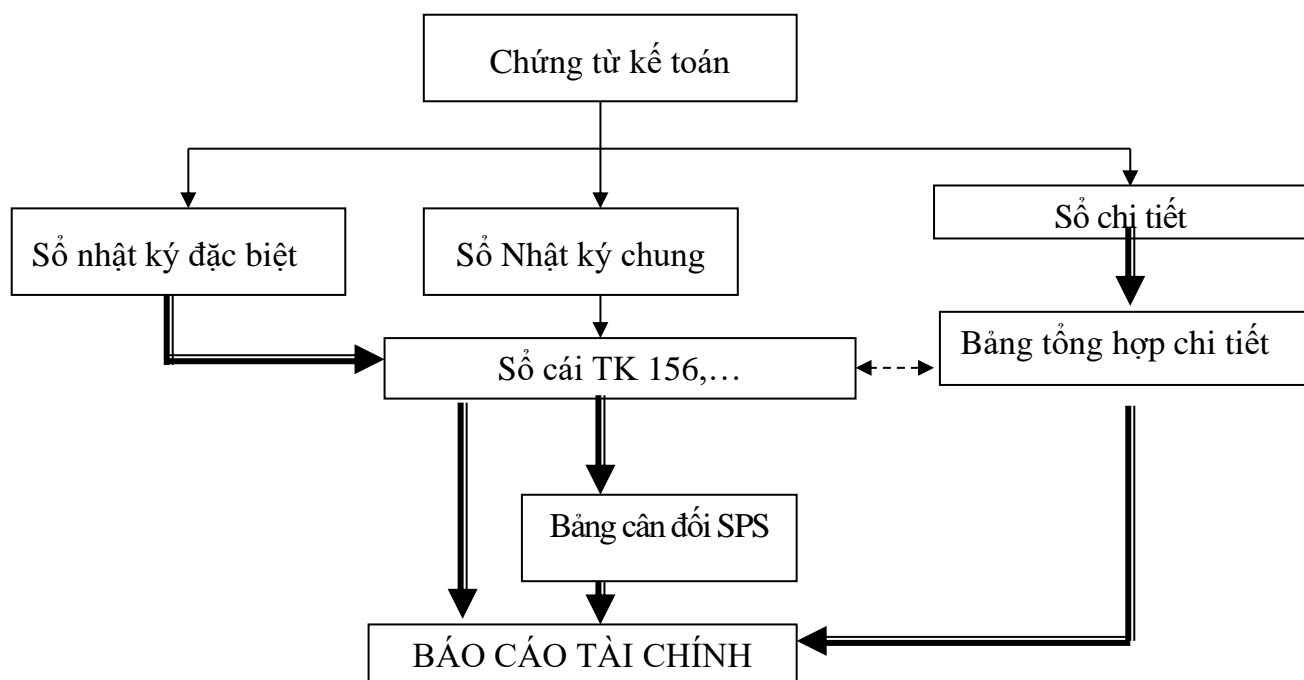 Chứng từ kế toán
Sổ nhật ký đặc biệt
Sổ Nhật ký chung
Sổ chi tiết
Sổ cái TK 156,…
Bảng tổng hợp chi tiết
Bảng cân đối SPS
BÁO CÁO TÀI CHÍNH